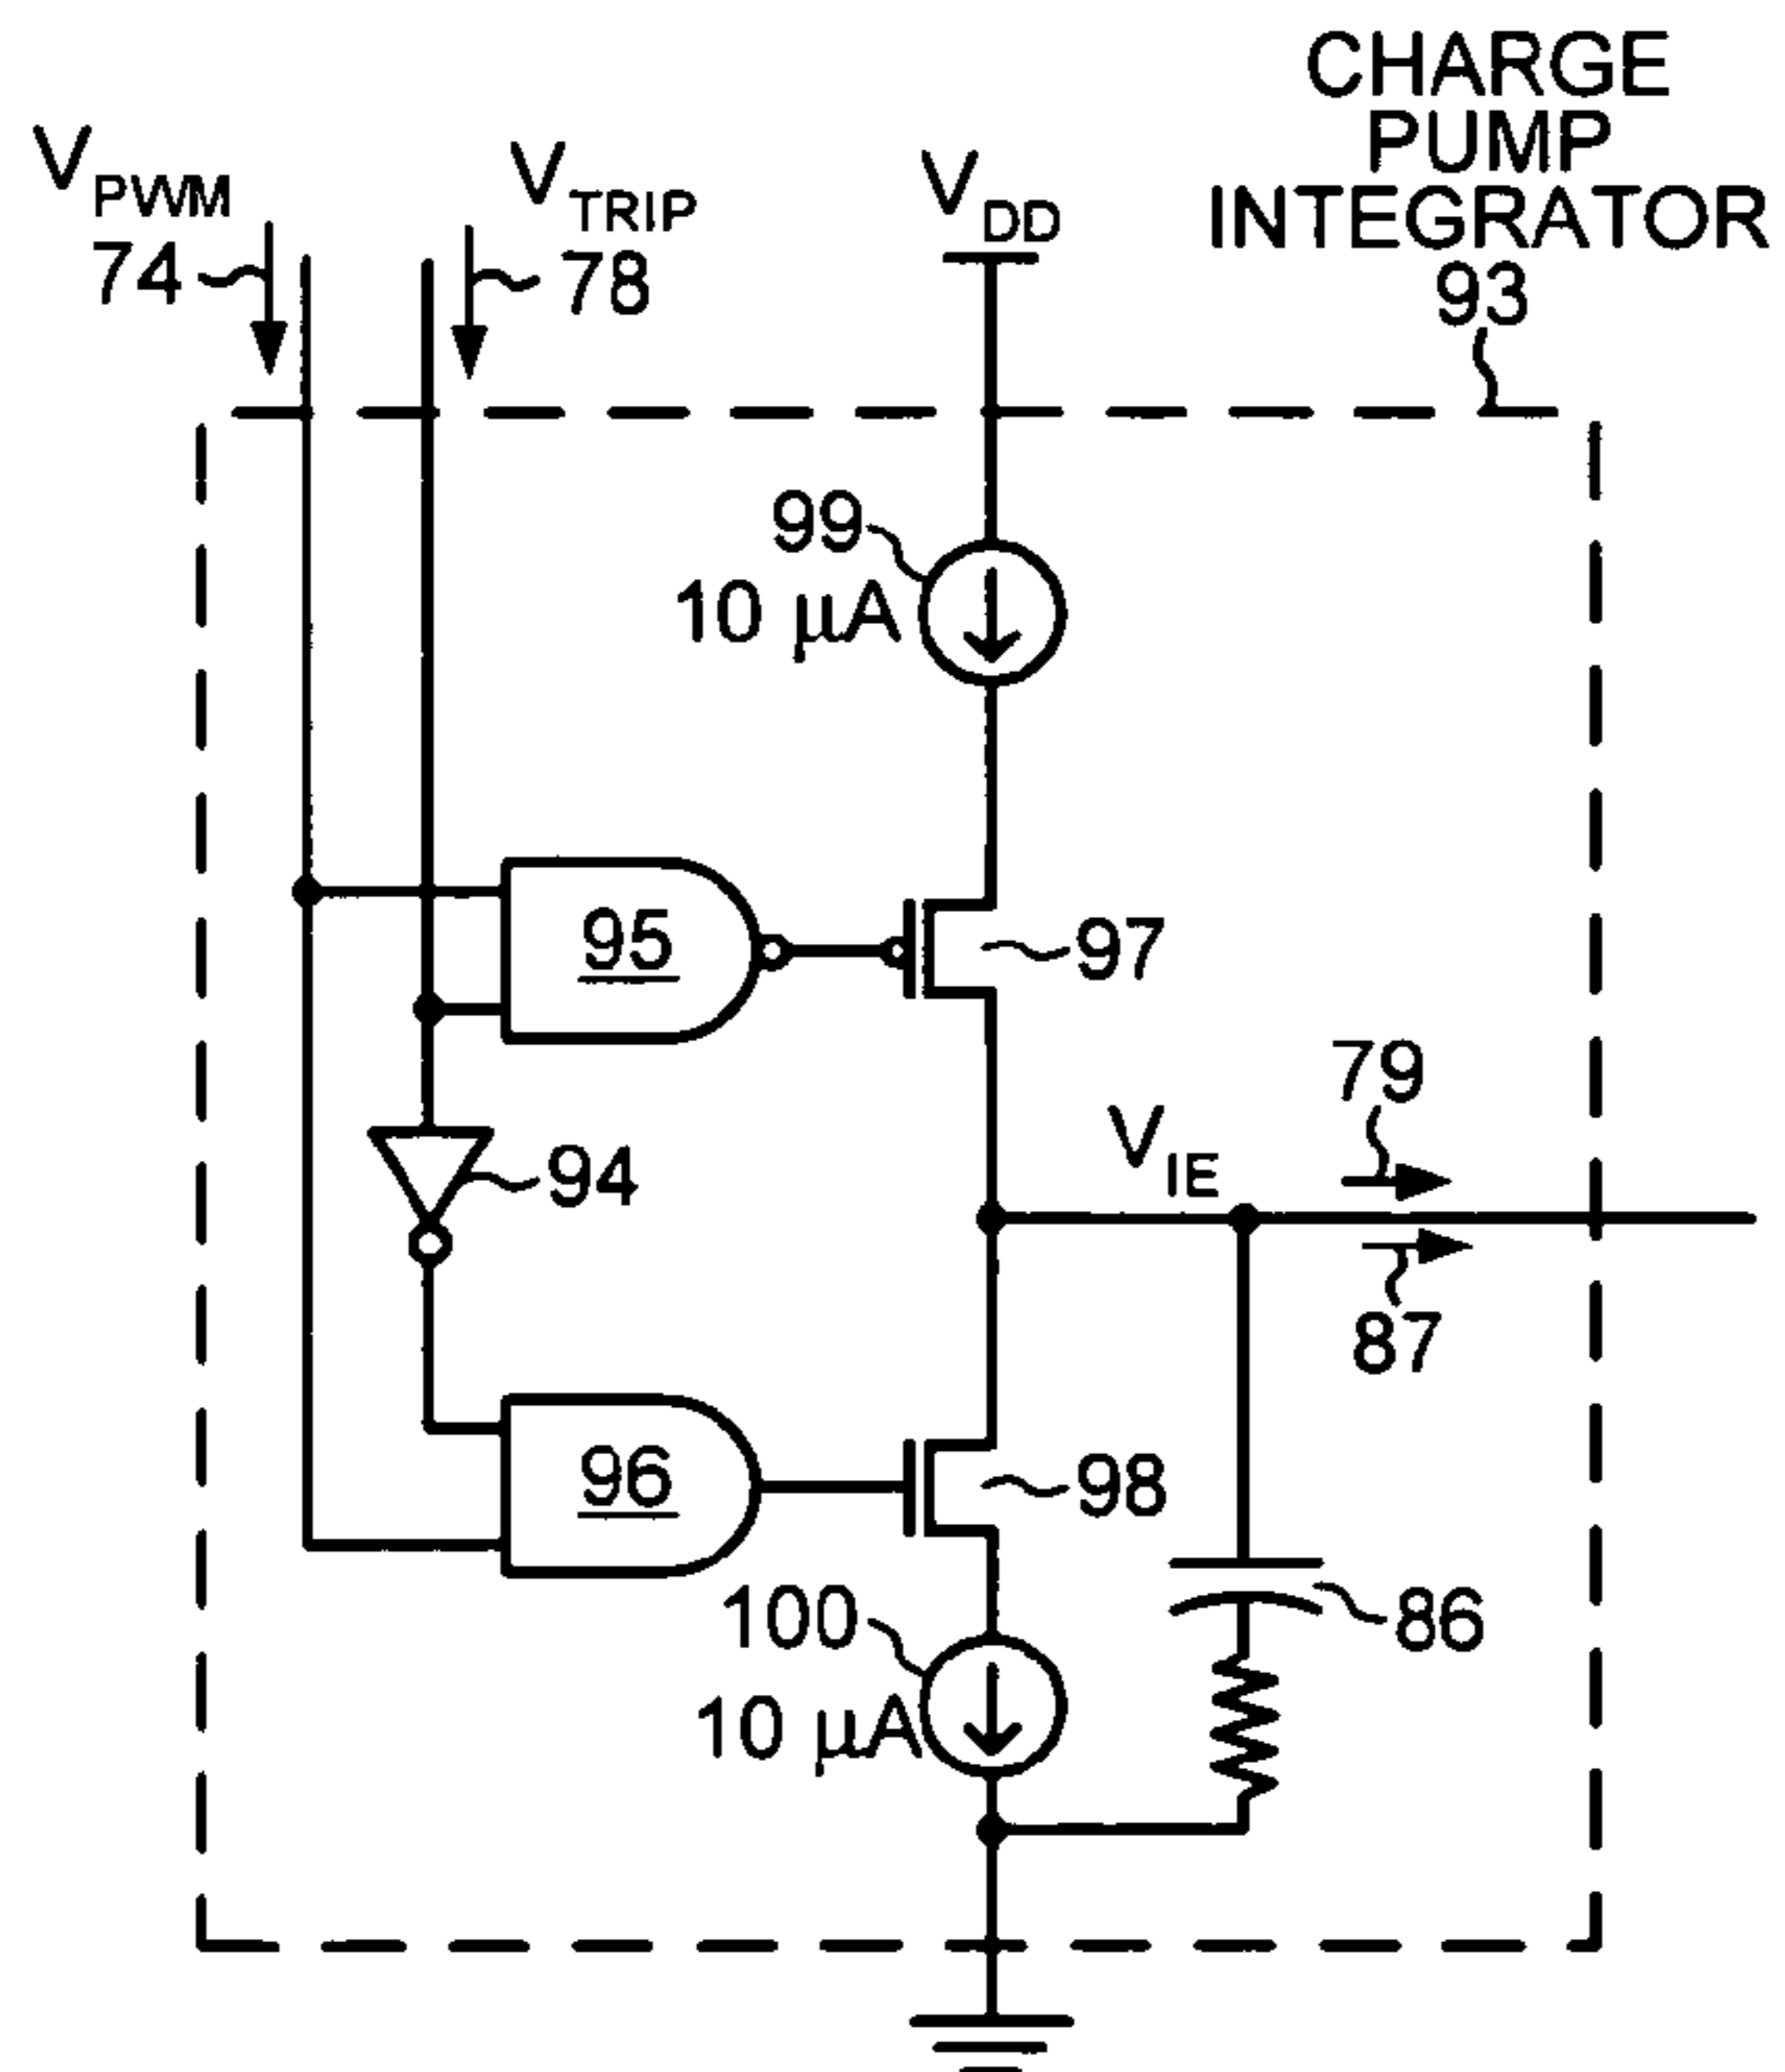 CHARGE
PUMP
INTEGRATOR
93
VPWM
74
VTRIP
78
VDD
99
10 µA
95
97
94
79
VIE
87
96
98
100
10 µA
86